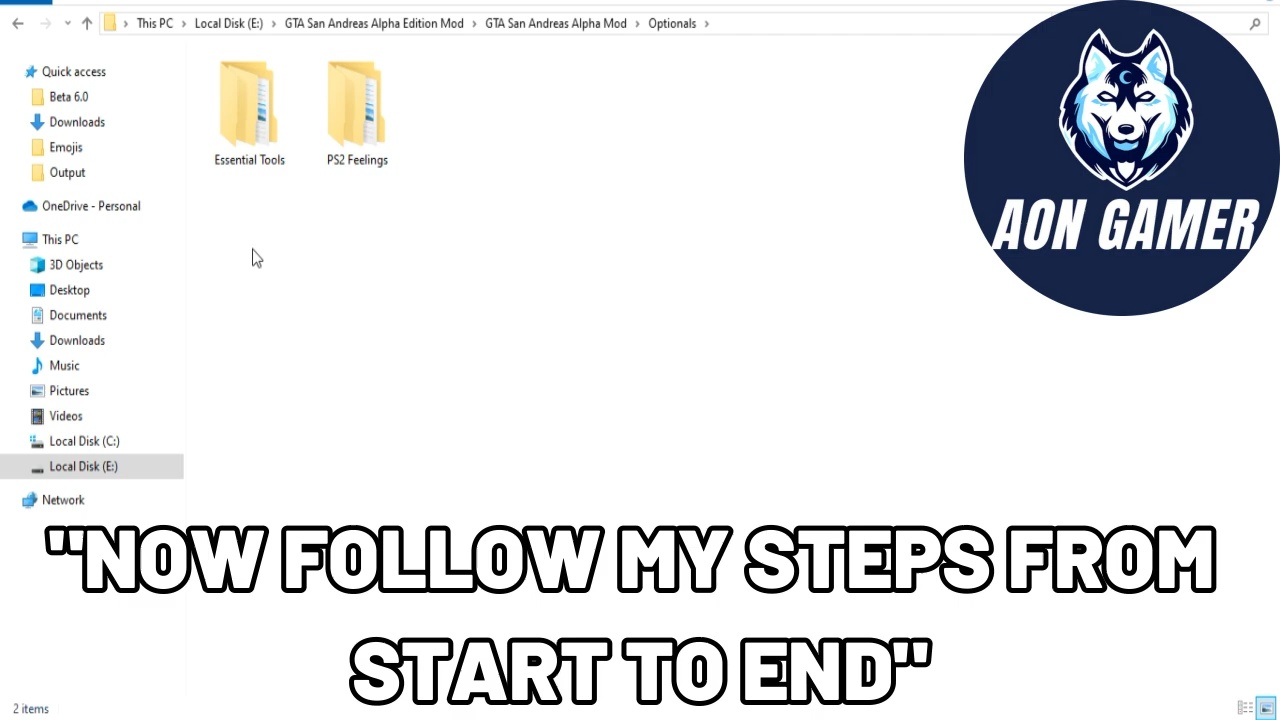 This PC > Local Disk (E:) > GTA San Andreas Alpha Edition Mod > GTA San Andreas Alpha Mod > Optionals >
Quick access
Beta 6.0
Downloads
Emojis
Output
OneDrive - Personal
This PC
3D Objects
Desktop
Documents
Downloads
Music
Pictures
Videos
Local Disk (C:)
Local Disk (E:)
Network
Essential Tools
PS2 Feelings
AON GAMER
"NOW FOLLOW MY STEPS FROM
START TO END"
2 items